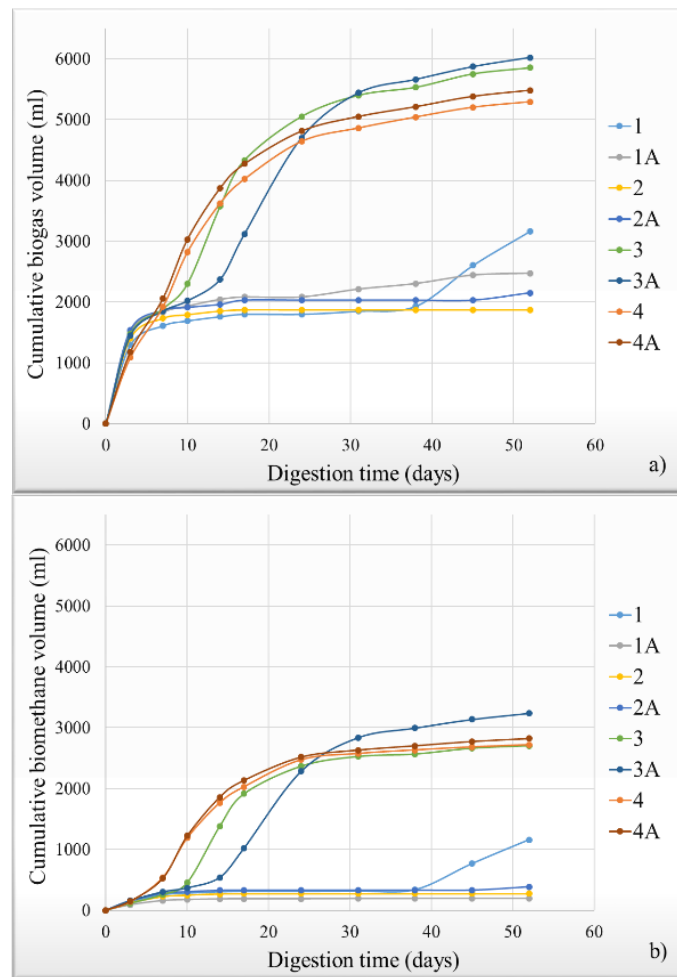 6000
5000
4000
3000
2000
1000
0
Cumulative biogas volume (ml)
0 10 20 30 40 50 60
Digestion time (days)
1
1A
2
2A
3
3A
4
4A
a)
6000
5000
4000
3000
2000
1000
0
Cumulative biomethane volume (ml)
0 10 20 30 40 50 60
Digestion time (days)
1
1A
2
2A
3
3A
4
4A
b)